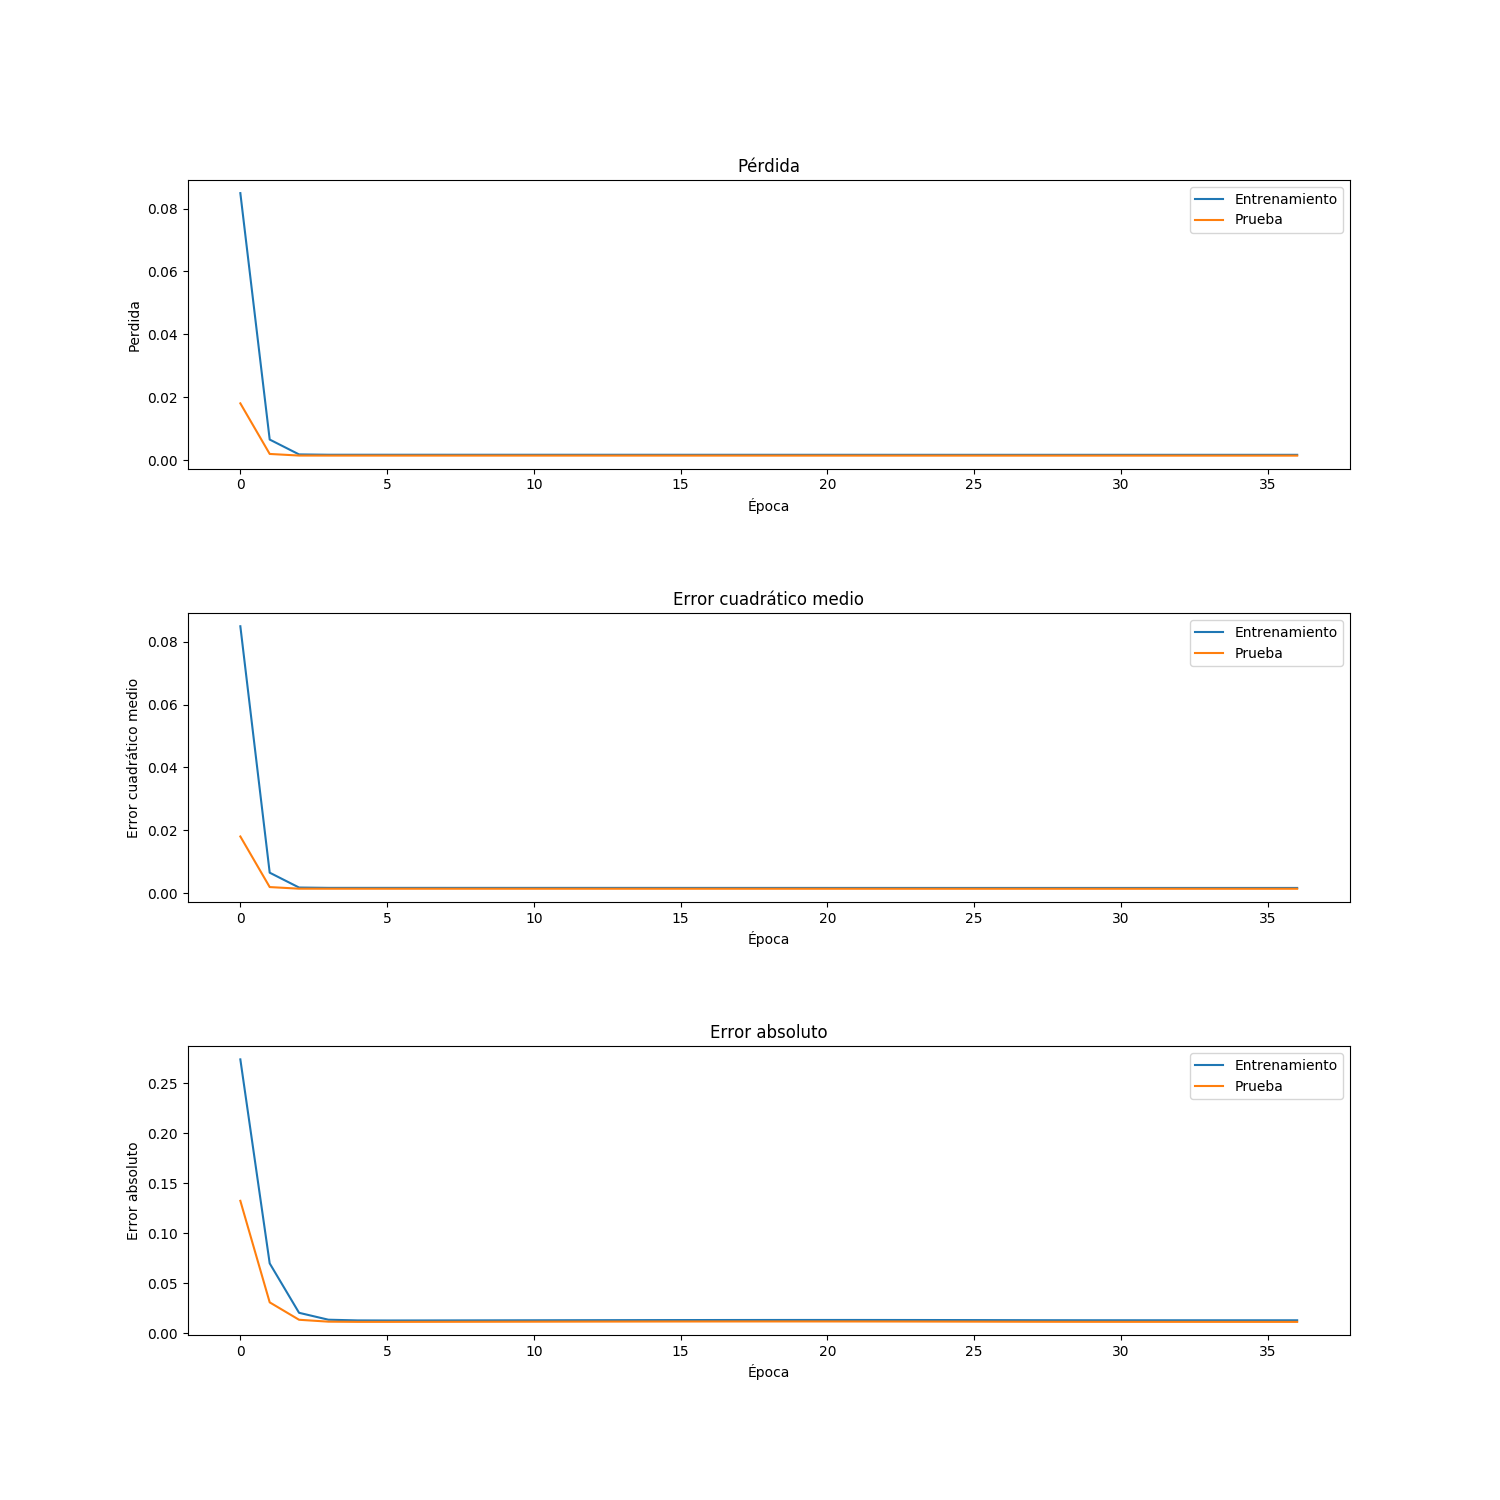 Pérdida
Perdida
0.08
0.06
0.04
0.02
0.00
Entrenamiento
Prueba
0 5 10 15 20 25 30 35
Época
Error cuadrático medio
Error cuadrático medio
0.08
0.06
0.04
0.02
0.00
Entrenamiento
Prueba
0 5 10 15 20 25 30 35
Época
Error absoluto
Error absoluto
0.25
0.20
0.15
0.10
0.05
0.00
Entrenamiento
Prueba
0 5 10 15 20 25 30 35
Época